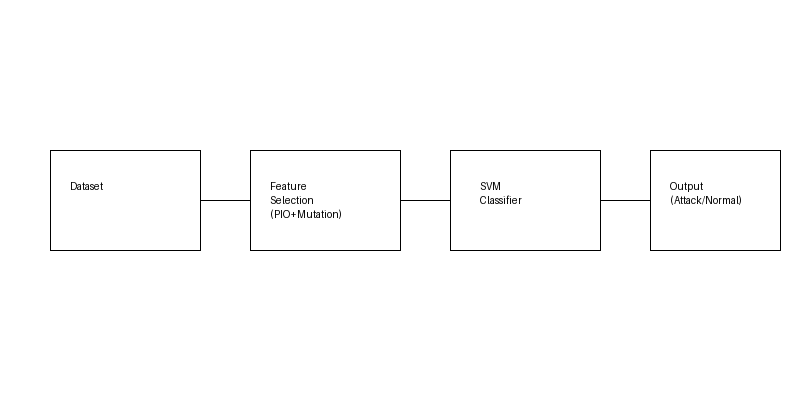 Dataset
Feature
Selection
(PIO+Mutation)
SVM
Classifier
Output
(Attack/Normal)